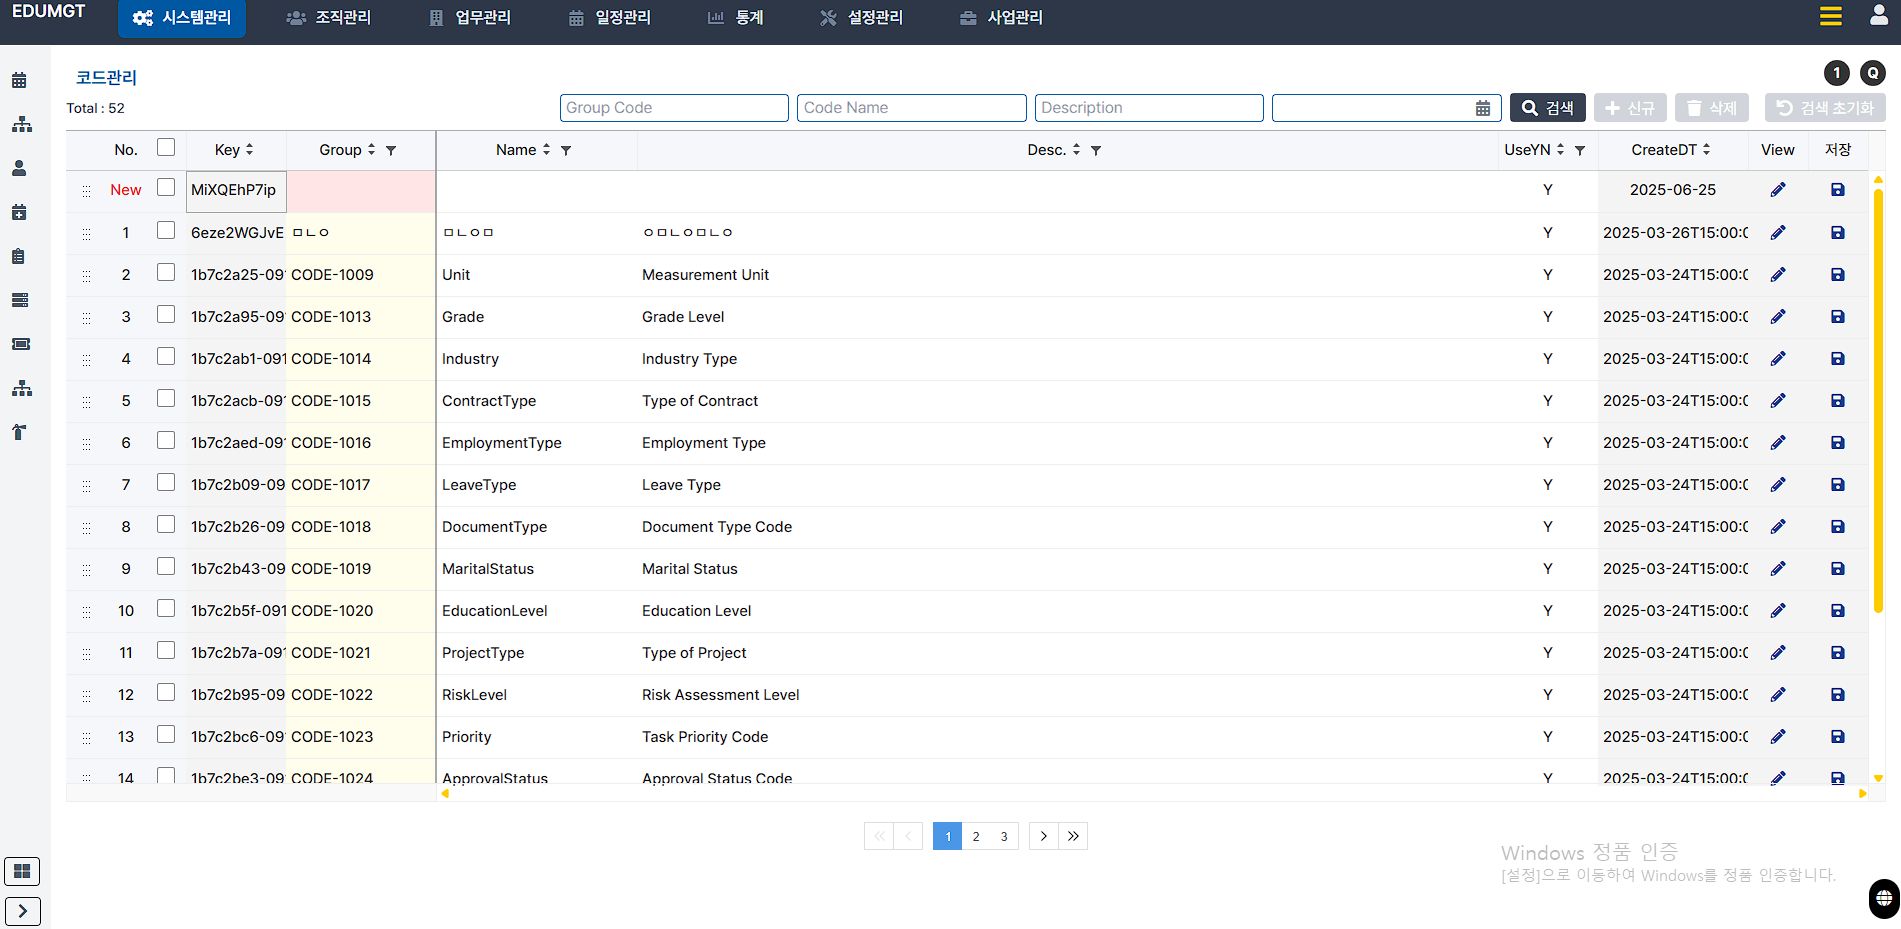 EDUMGT 시스템관리 조직관리 업무관리 일정관리 통계 설정관리 사업관리
코드관리
1 Q
Total : 52
Group Code Code Name Description 검색 신규 삭제 검색 초기화
No. Key Group Name Desc. UseYN CreateDT View 저장
New MiXQEhP7ip Y 2025-06-25
1 6eze2WGJvE ㅁㄴㅇ ㅁㄴㅇㅁ ㅇㅁㄴㅇㅁㄴㅇ Y 2025-03-26T15:00:0
2 1b7c2a25-09 CODE-1009 Unit Measurement Unit Y 2025-03-24T15:00:0
3 1b7c2a95-09 CODE-1013 Grade Grade Level Y 2025-03-24T15:00:0
4 1b7c2ab1-091 CODE-1014 Industry Industry Type Y 2025-03-24T15:00:0
5 1b7c2acb-09 CODE-1015 ContractType Type of Contract Y 2025-03-24T15:00:0
6 1b7c2aed-09 CODE-1016 EmploymentType Employment Type Y 2025-03-24T15:00:0
7 1b7c2b09-09 CODE-1017 LeaveType Leave Type Y 2025-03-24T15:00:0
8 1b7c2b26-09 CODE-1018 DocumentType Document Type Code Y 2025-03-24T15:00:0
9 1b7c2b43-09 CODE-1019 MaritalStatus Marital Status Y 2025-03-24T15:00:0
10 1b7c2b5f-091 CODE-1020 EducationLevel Education Level Y 2025-03-24T15:00:0
11 1b7c2b7a-09 CODE-1021 ProjectType Type of Project Y 2025-03-24T15:00:0
12 1b7c2b95-09 CODE-1022 RiskLevel Risk Assessment Level Y 2025-03-24T15:00:0
13 1b7c2bc6-09 CODE-1023 Priority Task Priority Code Y 2025-03-24T15:00:0
14 1b7c2be3-09 CODE-1024 ApprovalStatus Approval Status Code Y 2025-03-24T15:00:0
1 2 3
Windows 정품 인증
[설정]으로 이동하여 Windows를 정품 인증합니다.